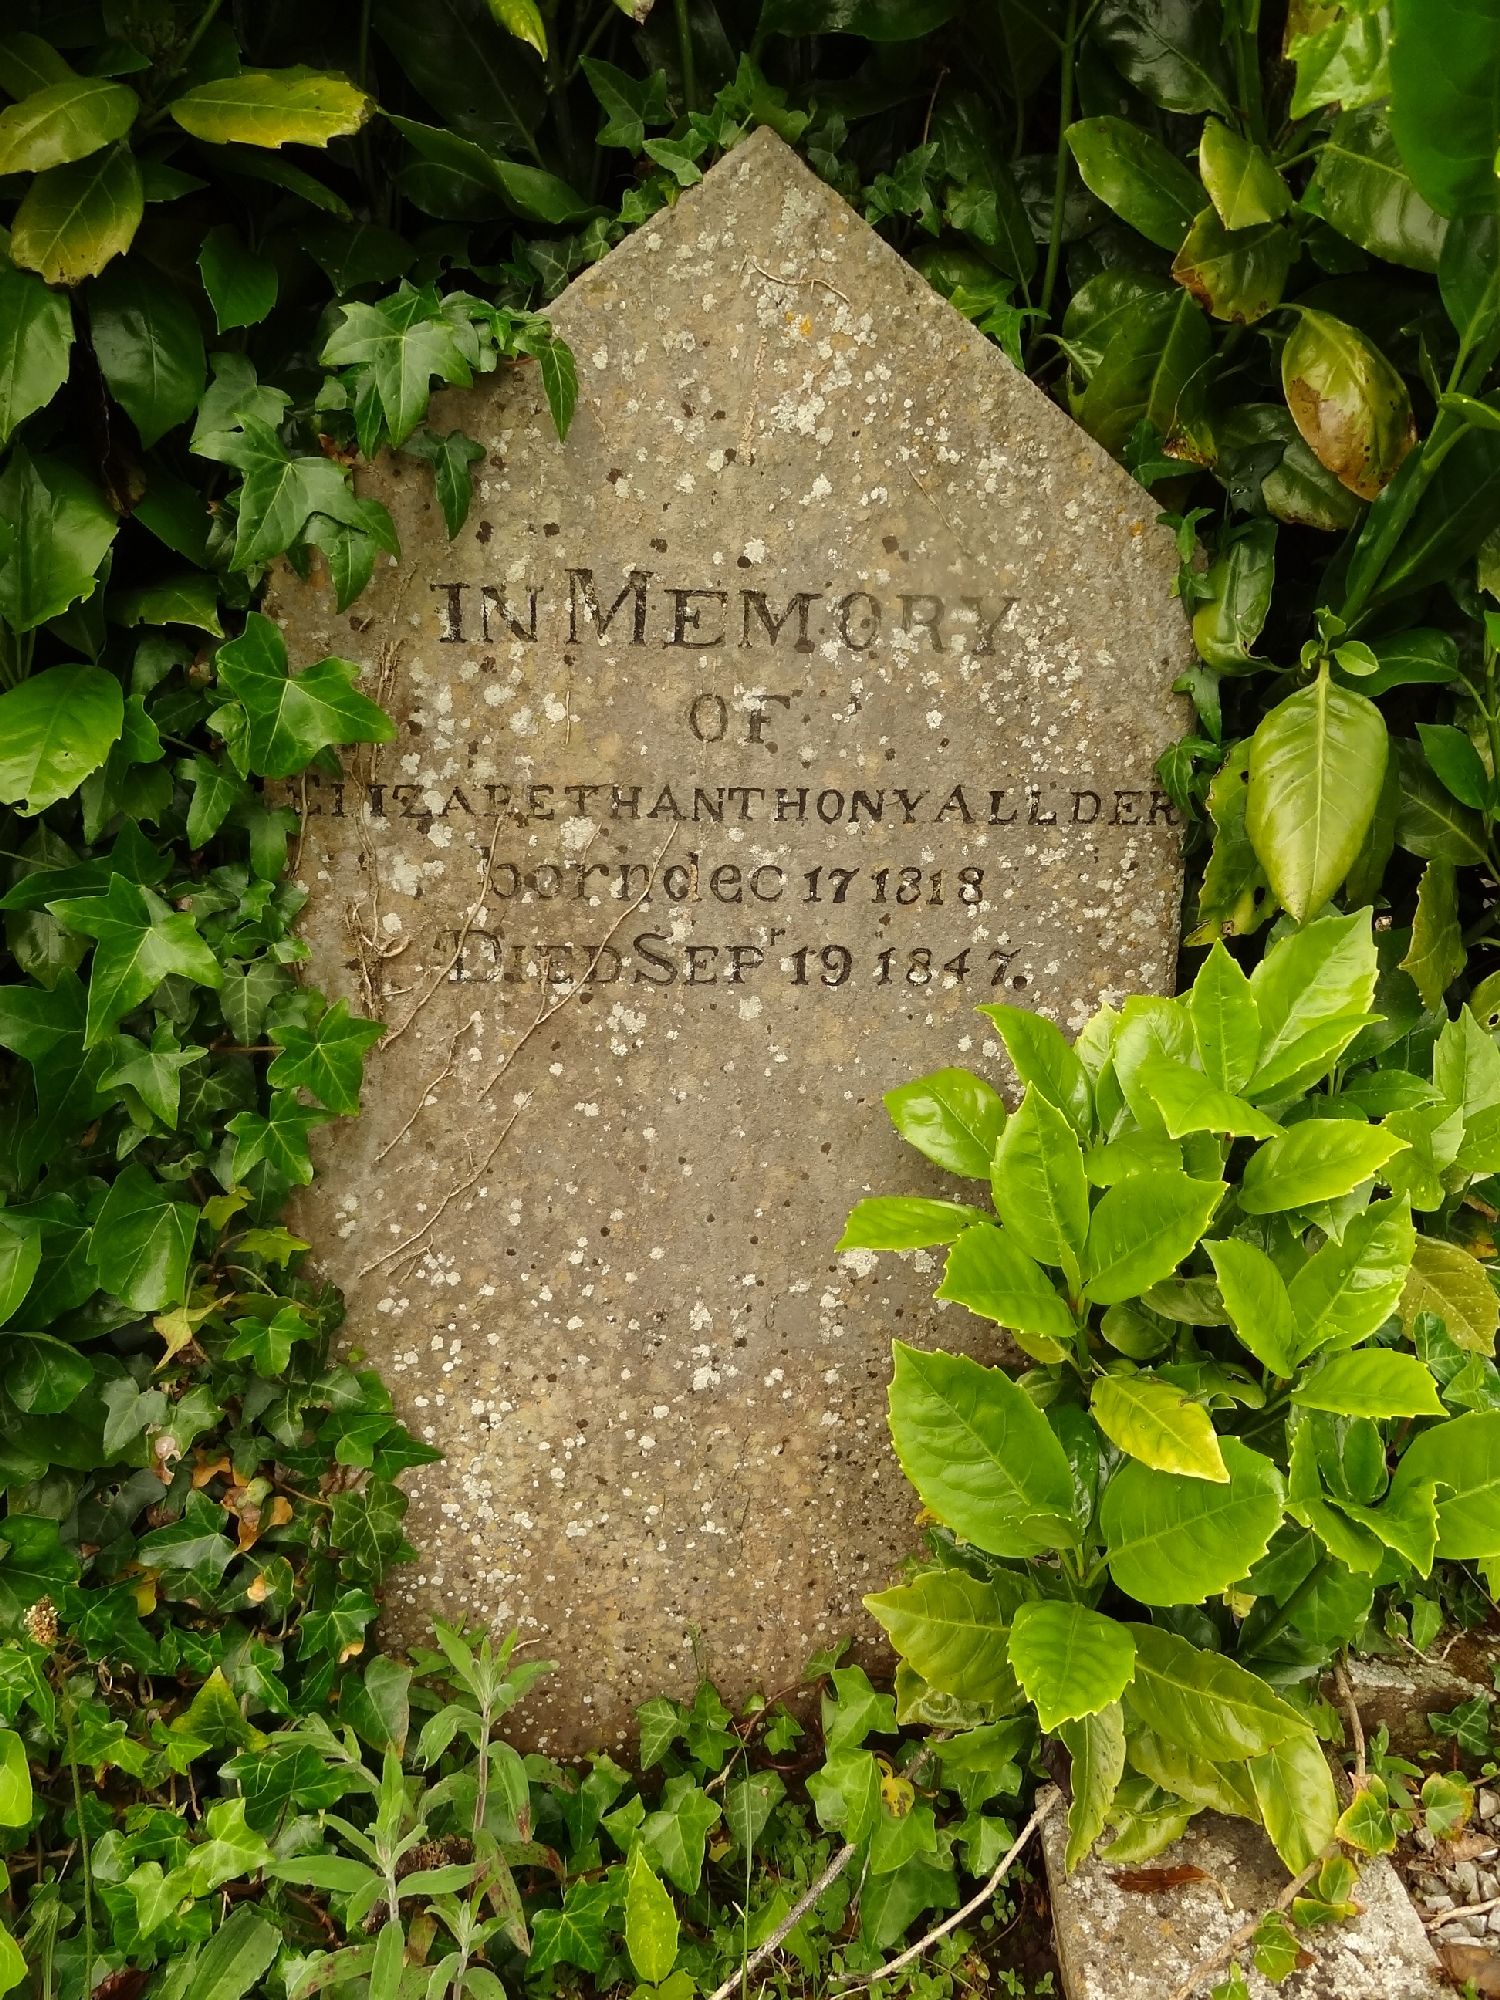 IN MEMORY
OF
ELIZABETH ANTHONY ALLDER
born dec 17 1818
DIED SEPr 19 1847.